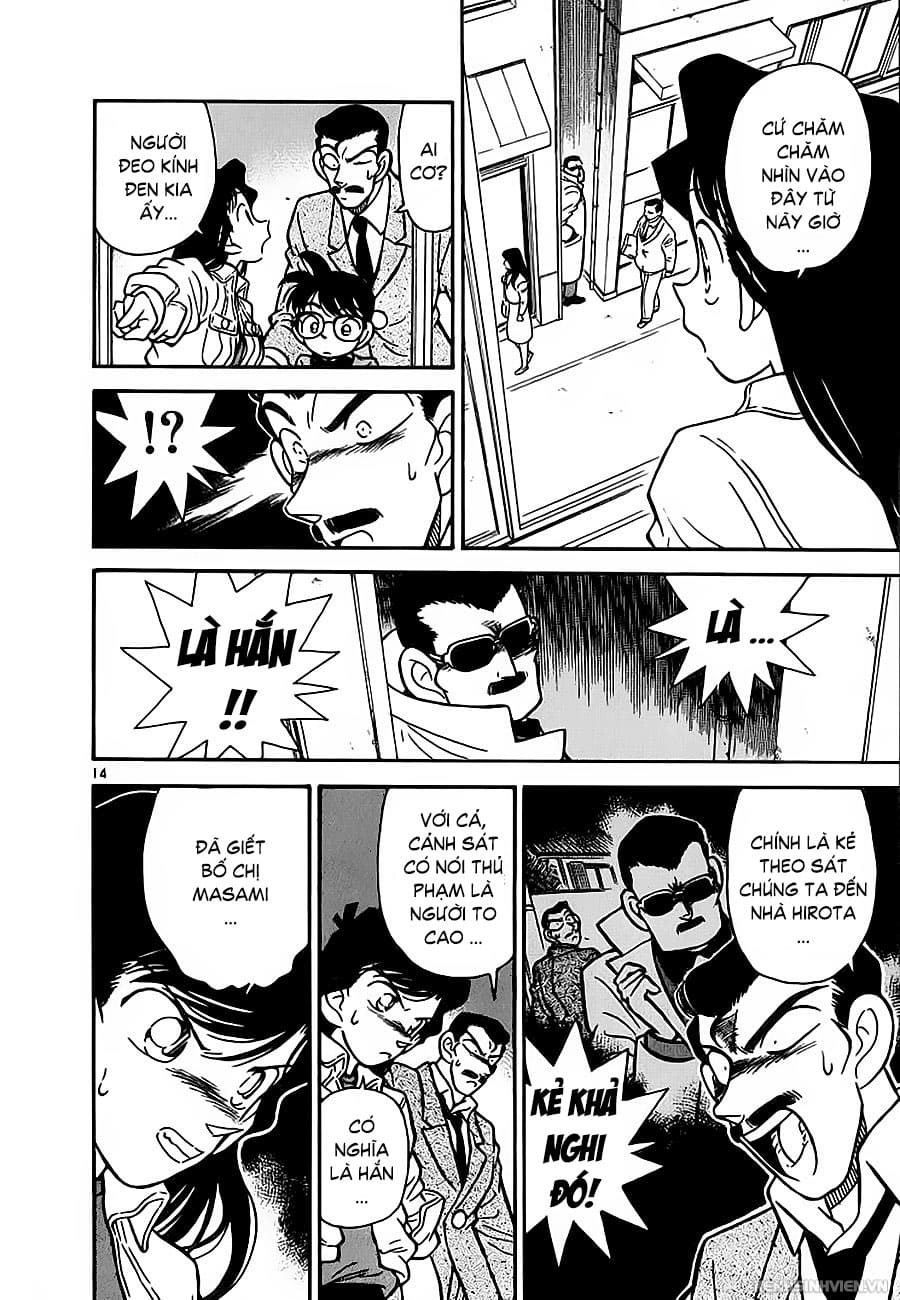 CỨ CHĂM
CHĂM
NHÌN VÀO
ĐÂY TỪ
NÃY GIỜ
...
AI
CƠ?
NGƯỜI
ĐEO KÍNH
ĐEN KIA
ẤY...
!?
LÀ ...
LÀ HẮN
!!
14
CHÍNH LÀ KẺ
THEO SÁT
CHÚNG TA ĐẾN
NHÀ HIROTA
...
KẺ KHẢ
NGHI
ĐÓ!
VỚI CẢ,
CẢNH SÁT
CÓ NÓI THỦ
PHẠM LÀ
NGƯỜI TO
CAO ...
CÓ
NGHĨA
LÀ HẮN
...
ĐÃ GIẾT
BỐ CHỊ
MASAMI
...